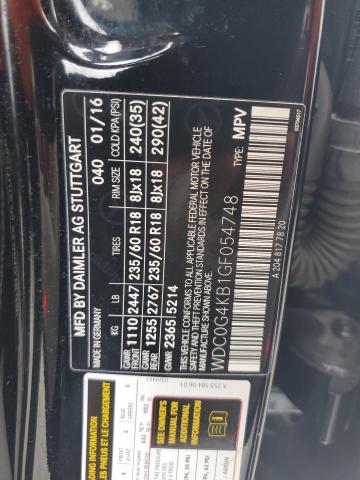 MFD BY DAIMLER AG STUTTGART
MADE IN GERMANY
040 01/16
KG LB TIRES RIM SIZE COLD KPA(PSI)
GAWR FRONT 1110 2447 235/60 R18 8Jx18 240(35)
GAWR REAR 1255 2767 235/60 R18 8Jx18 290(42)
GVWR 2365 5214
THIS VEHICLE CONFORMS TO ALL APPLICABLE FEDERAL MOTOR VEHICLE
SAFETY AND THEFT PREVENTION STANDARDS IN EFFECT ON THE DATE OF
MANUFACTURE SHOWN ABOVE.
WDC0G4KB1GF054748 TYPE: MPV
A 204 817 78 20
A 253 584 06 01
SEE OWNER'S
MANUAL FOR
ADDITIONAL
INFORMATION